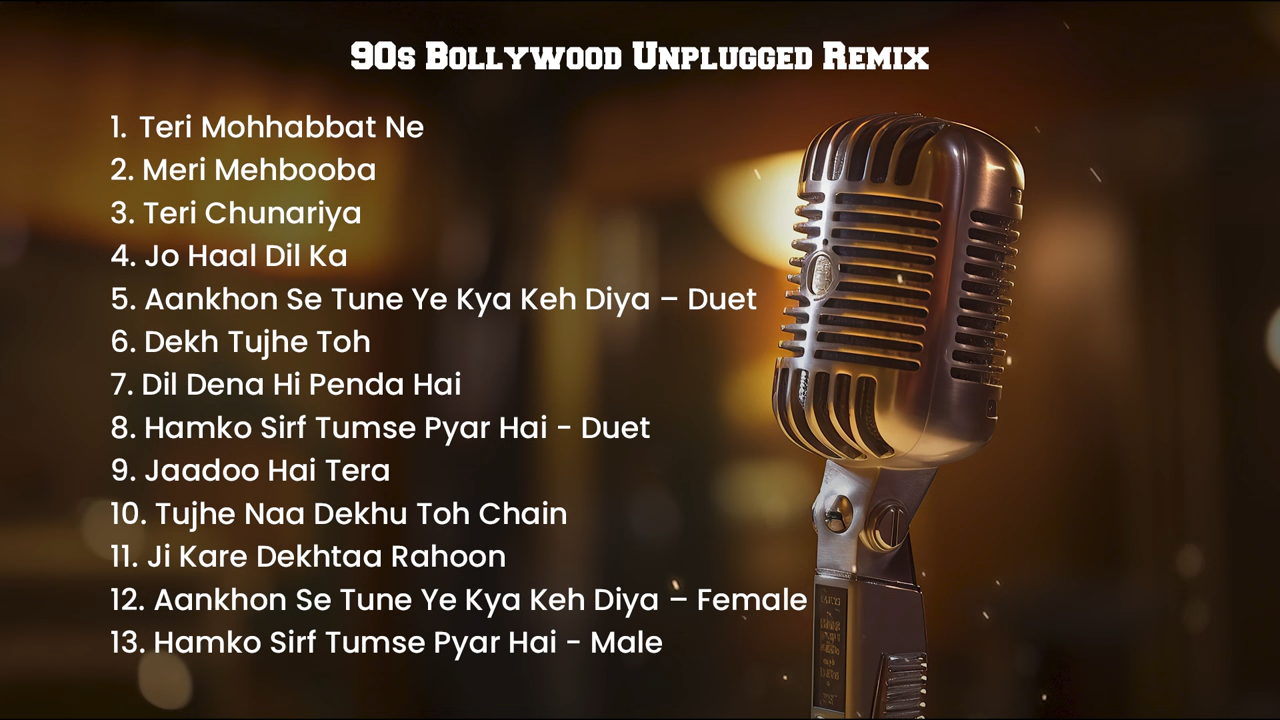 90s Bollywood Unplugged Remix
1. Teri Mohhabbat Ne
2. Meri Mehbooba
3. Teri Chunariya
4. Jo Haal Dil Ka
5. Aankhon Se Tune Ye Kya Keh Diya – Duet
6. Dekh Tujhe Toh
7. Dil Dena Hi Penda Hai
8. Hamko Sirf Tumse Pyar Hai - Duet
9. Jaadoo Hai Tera
10. Tujhe Naa Dekhu Toh Chain
11. Ji Kare Dekhtaa Rahoon
12. Aankhon Se Tune Ye Kya Keh Diya – Female
13. Hamko Sirf Tumse Pyar Hai - Male